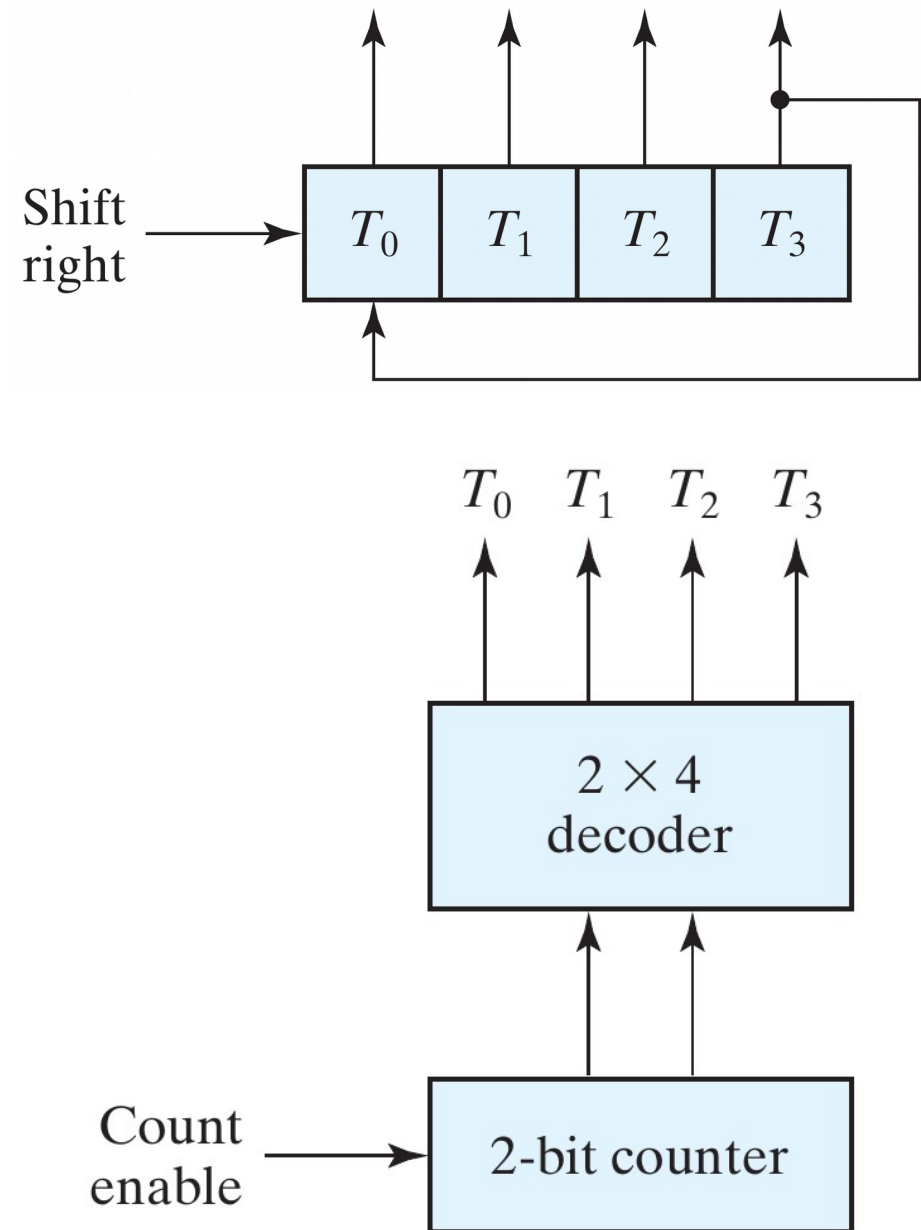 Shift
right
T₀ T₁ T₂ T₃
T₀ T₁ T₂ T₃
2 × 4
decoder
Count
enable
2-bit counter